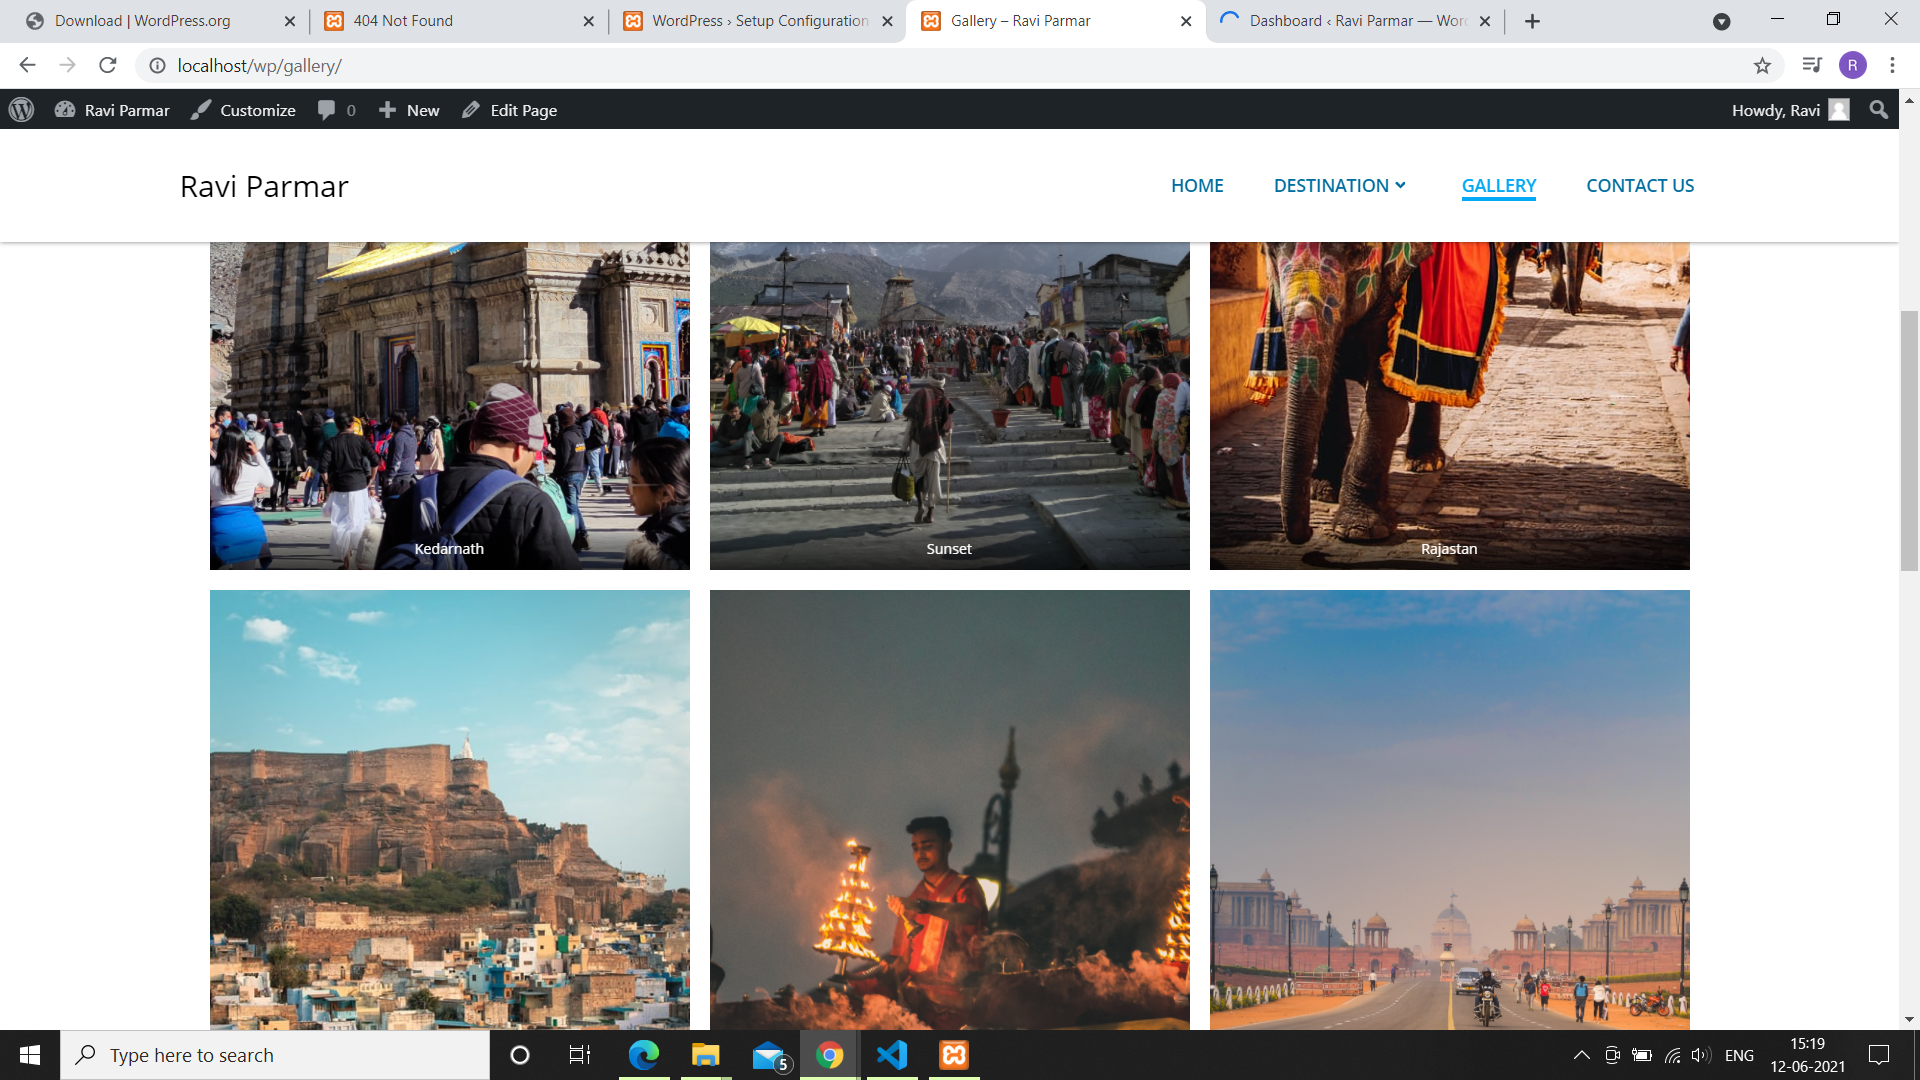 Download | WordPress.org
404 Not Found
WordPress › Setup Configuration
Gallery – Ravi Parmar
Dashboard ‹ Ravi Parmar — Wor
localhost/wp/gallery/
R
Ravi Parmar
Customize
0
New
Edit Page
Howdy, Ravi
Ravi Parmar
HOME
DESTINATION
GALLERY
CONTACT US
Kedarnath
Sunset
Rajastan
Type here to search
5
ENG
15:19
12-06-2021